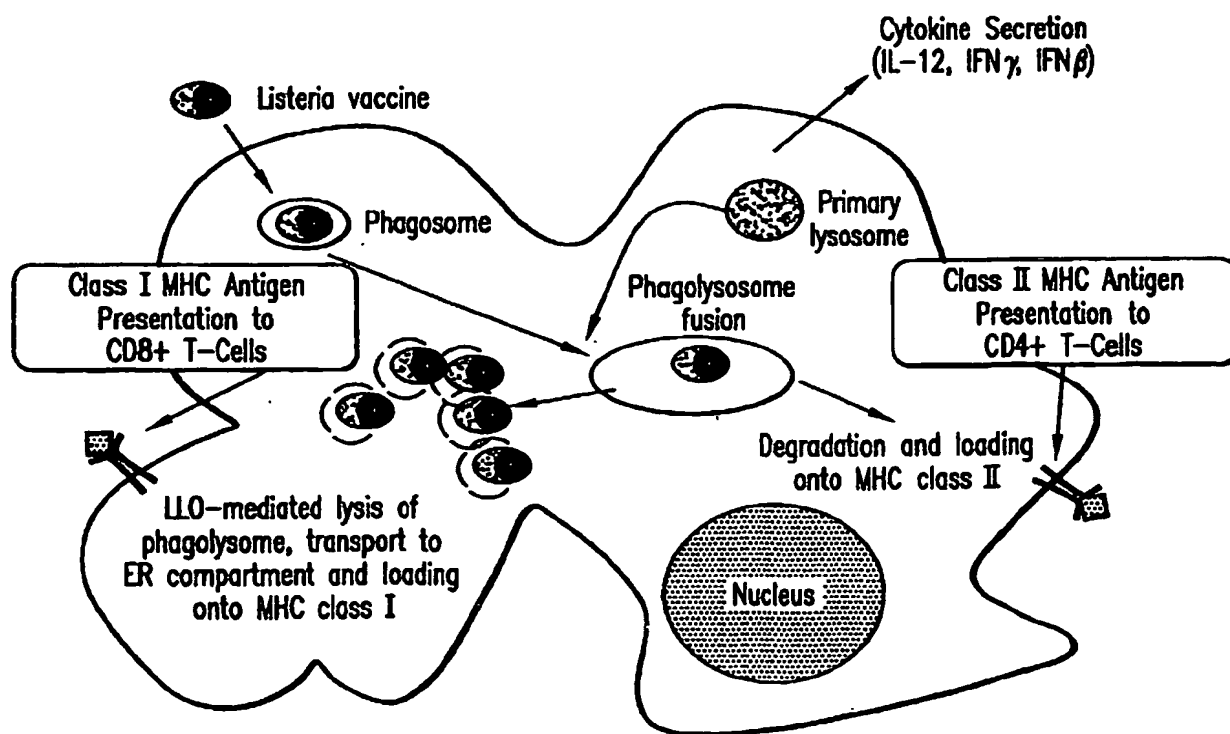 Cytokine Secretion
(IL-12, IFNγ, IFNβ)
Listeria vaccine
Phagosome
Primary
lysosome
Class I MHC Antigen
Presentation to
CD8+ T-Cells
Phagolysosome
fusion
Class II MHC Antigen
Presentation to
CD4+ T-Cells
Degradation and loading
onto MHC class II
LLO-mediated lysis of
phagolysome, transport to
ER compartment and loading
onto MHC class I
Nucleus